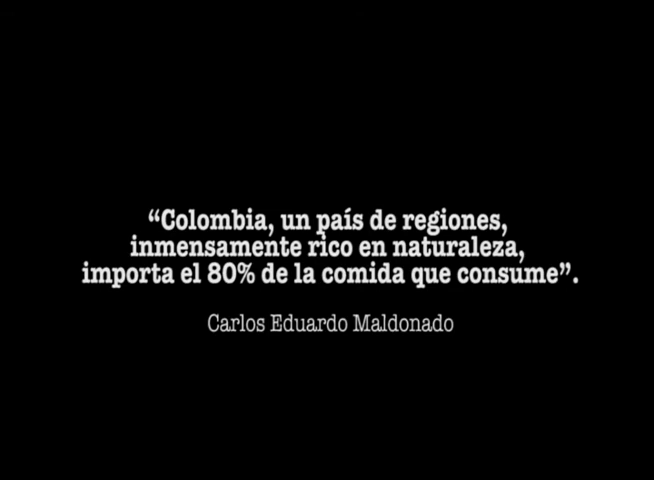 “Colombia, un país de regiones,
inmensamente rico en naturaleza,
importa el 80% de la comida que consume”.
Carlos Eduardo Maldonado